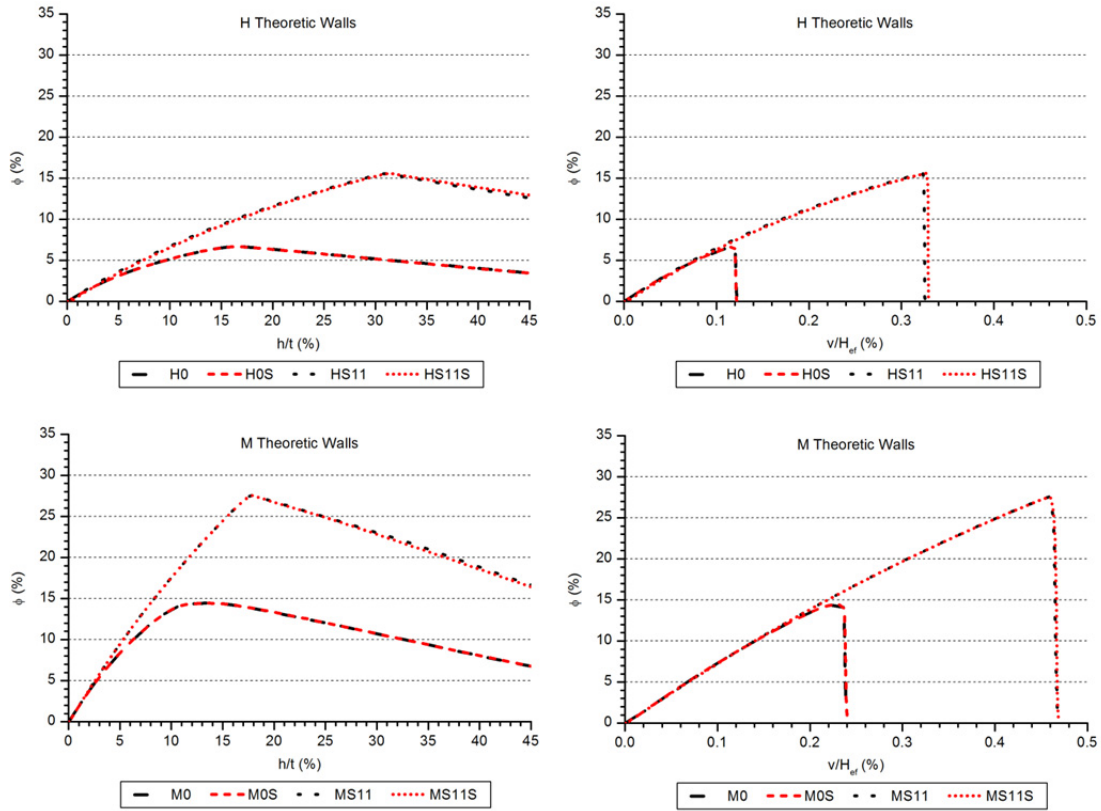 H Theoretic Walls
35
30
25
20
15
10
5
0
ϕ (%)
0 5 10 15 20 25 30 35 40 45
h/t (%)
H0 H0S HS11 HS11S
H Theoretic Walls
35
30
25
20
15
10
5
0
ϕ (%)
0.0 0.1 0.2 0.3 0.4 0.5
v/Hef (%)
H0 H0S HS11 HS11S
M Theoretic Walls
35
30
25
20
15
10
5
0
ϕ (%)
0 5 10 15 20 25 30 35 40 45
h/t (%)
M0 M0S MS11 MS11S
M Theoretic Walls
35
30
25
20
15
10
5
0
ϕ (%)
0.0 0.1 0.2 0.3 0.4 0.5
v/Hef (%)
M0 M0S MS11 MS11S